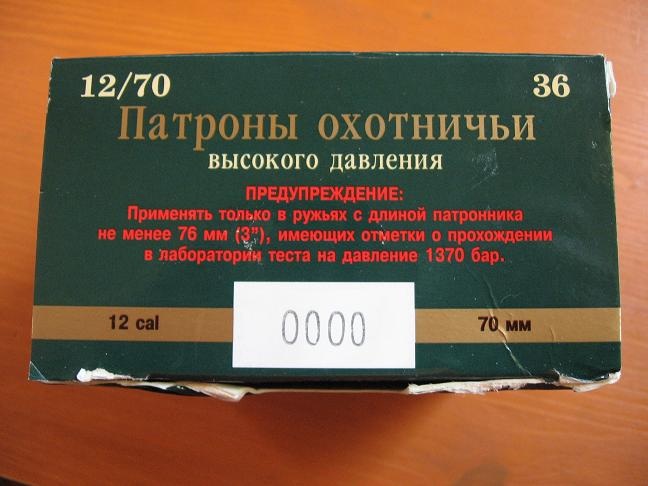 12/70 36
Патроны охотничьи
высокого давления
ПРЕДУПРЕЖДЕНИЕ:
Применять только в ружьях с длиной патронника
не менее 76 мм (3”), имеющих отметки о прохождении
в лаборатории теста на давление 1370 бар.
12 cal 0000 70 мм